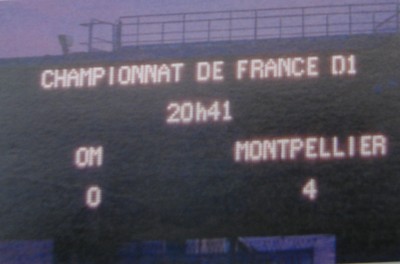 CHAMPIONNAT DE FRANCE D1
20h41
OM MONTPELLIER
0 4